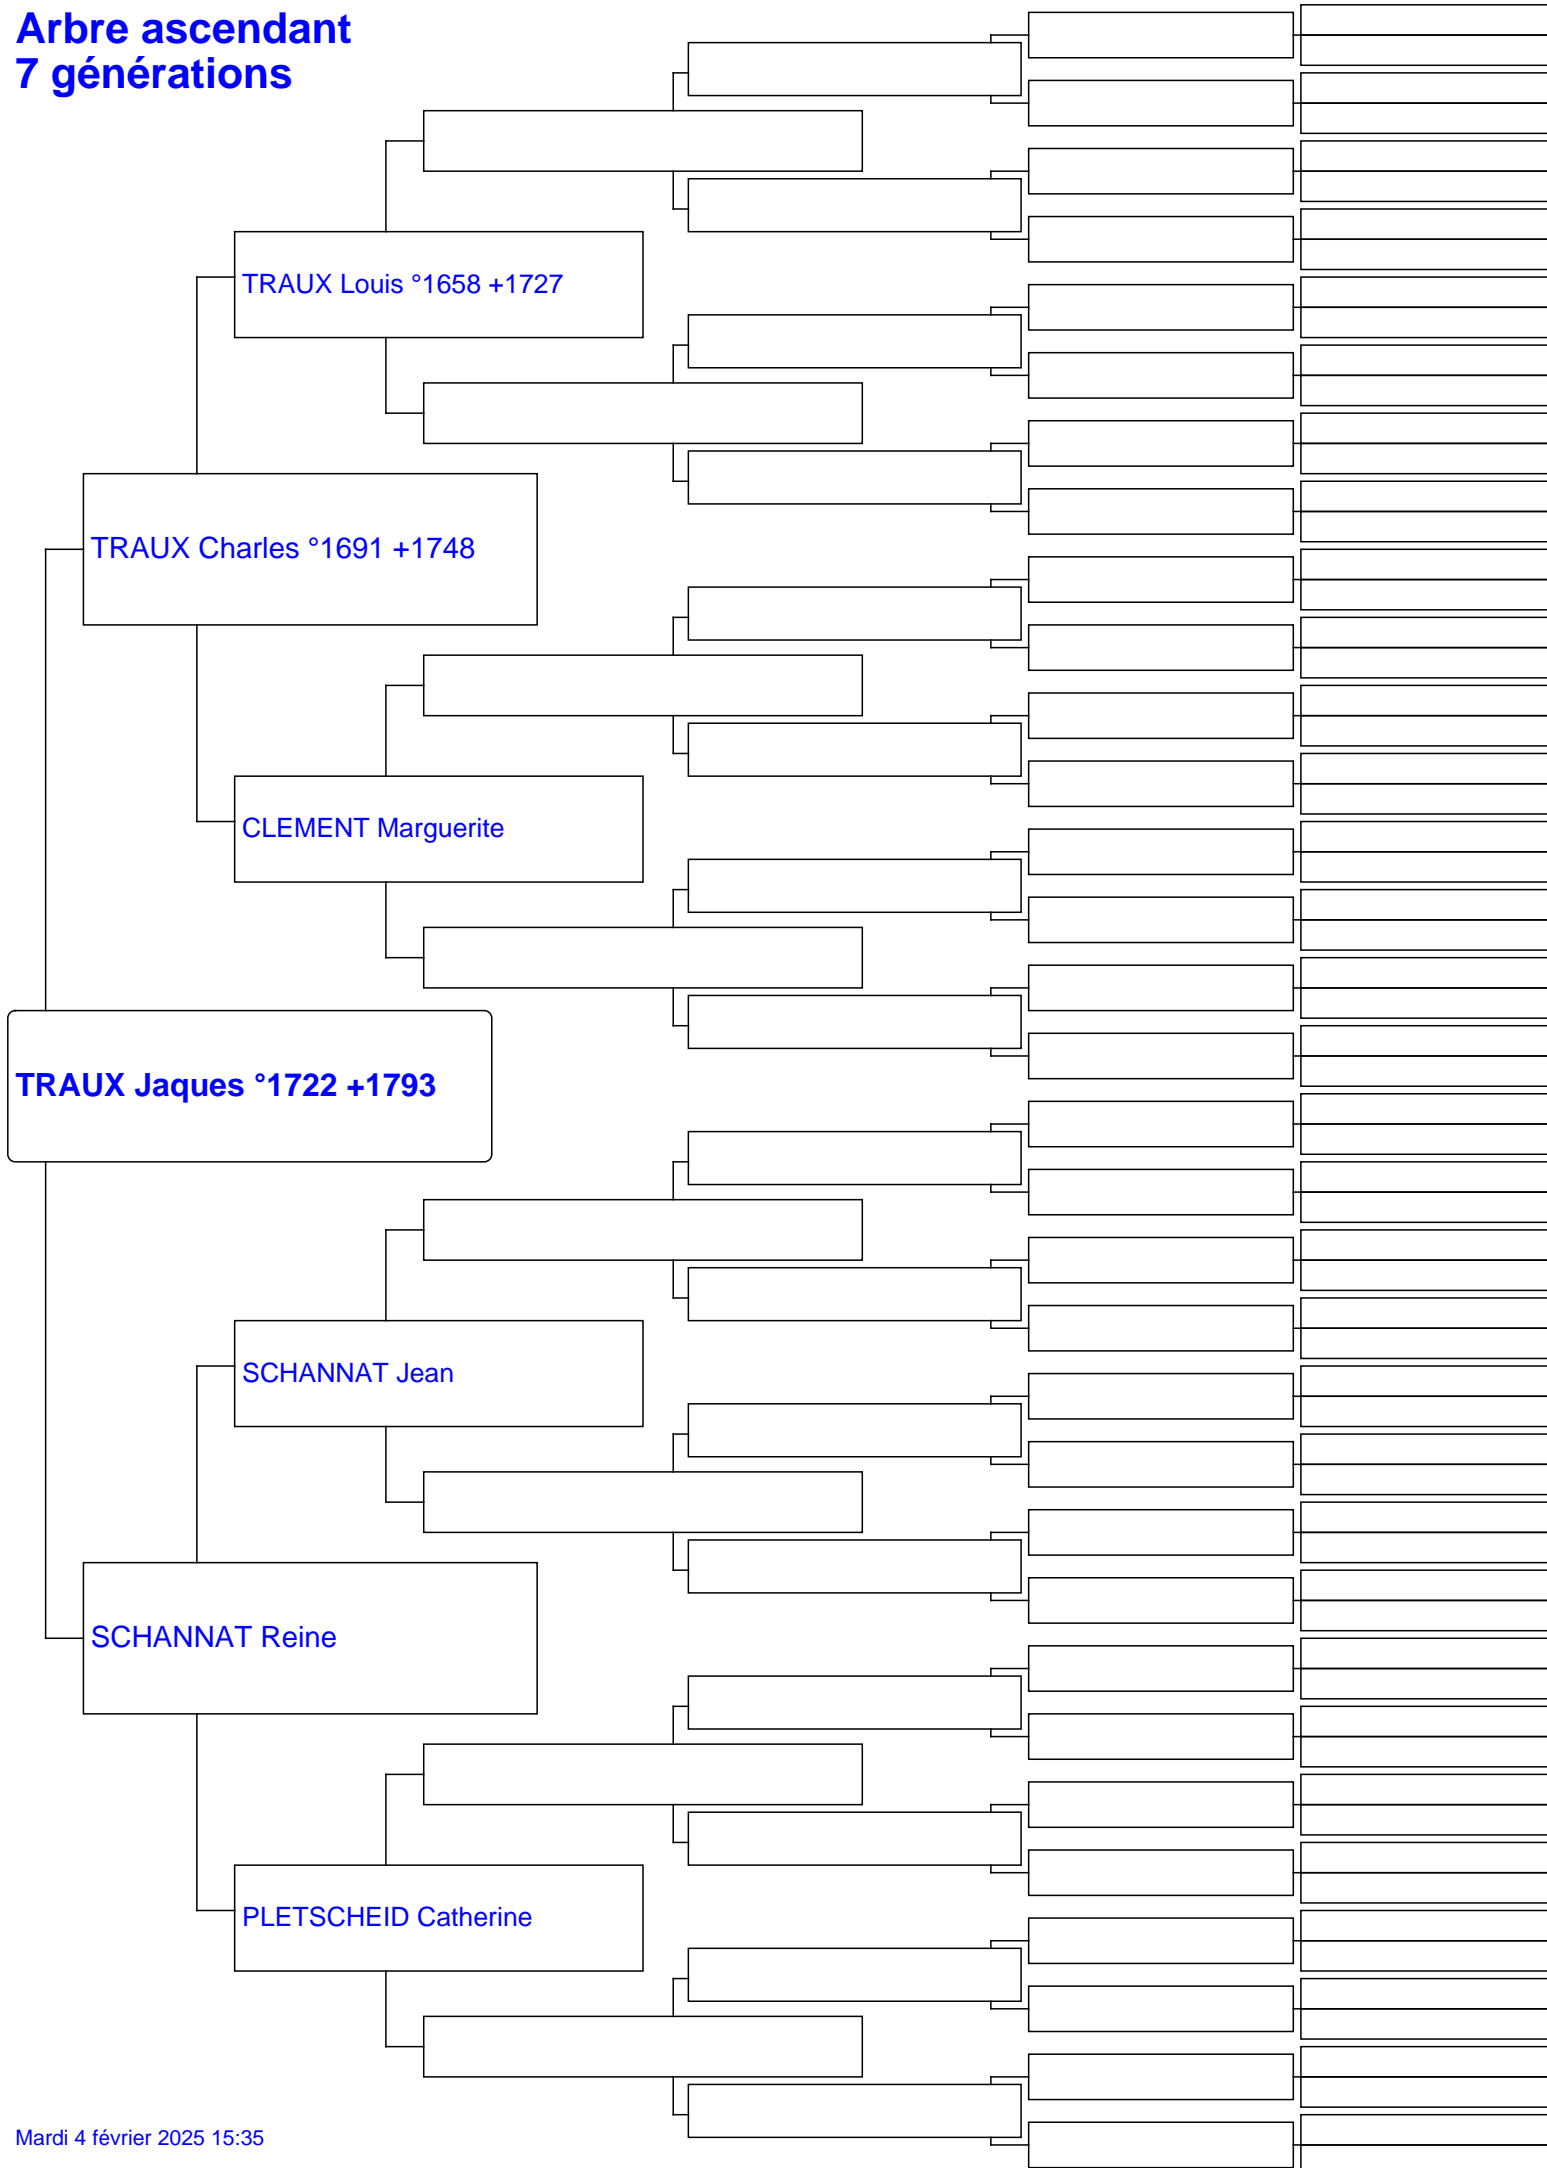 Arbre ascendant
7 générations
TRAUX Louis °1658 +1727
TRAUX Charles °1691 +1748
CLEMENT Marguerite
TRAUX Jaques °1722 +1793
SCHANNAT Jean
SCHANNAT Reine
PLETSCHEID Catherine
Mardi 4 février 2025 15:35